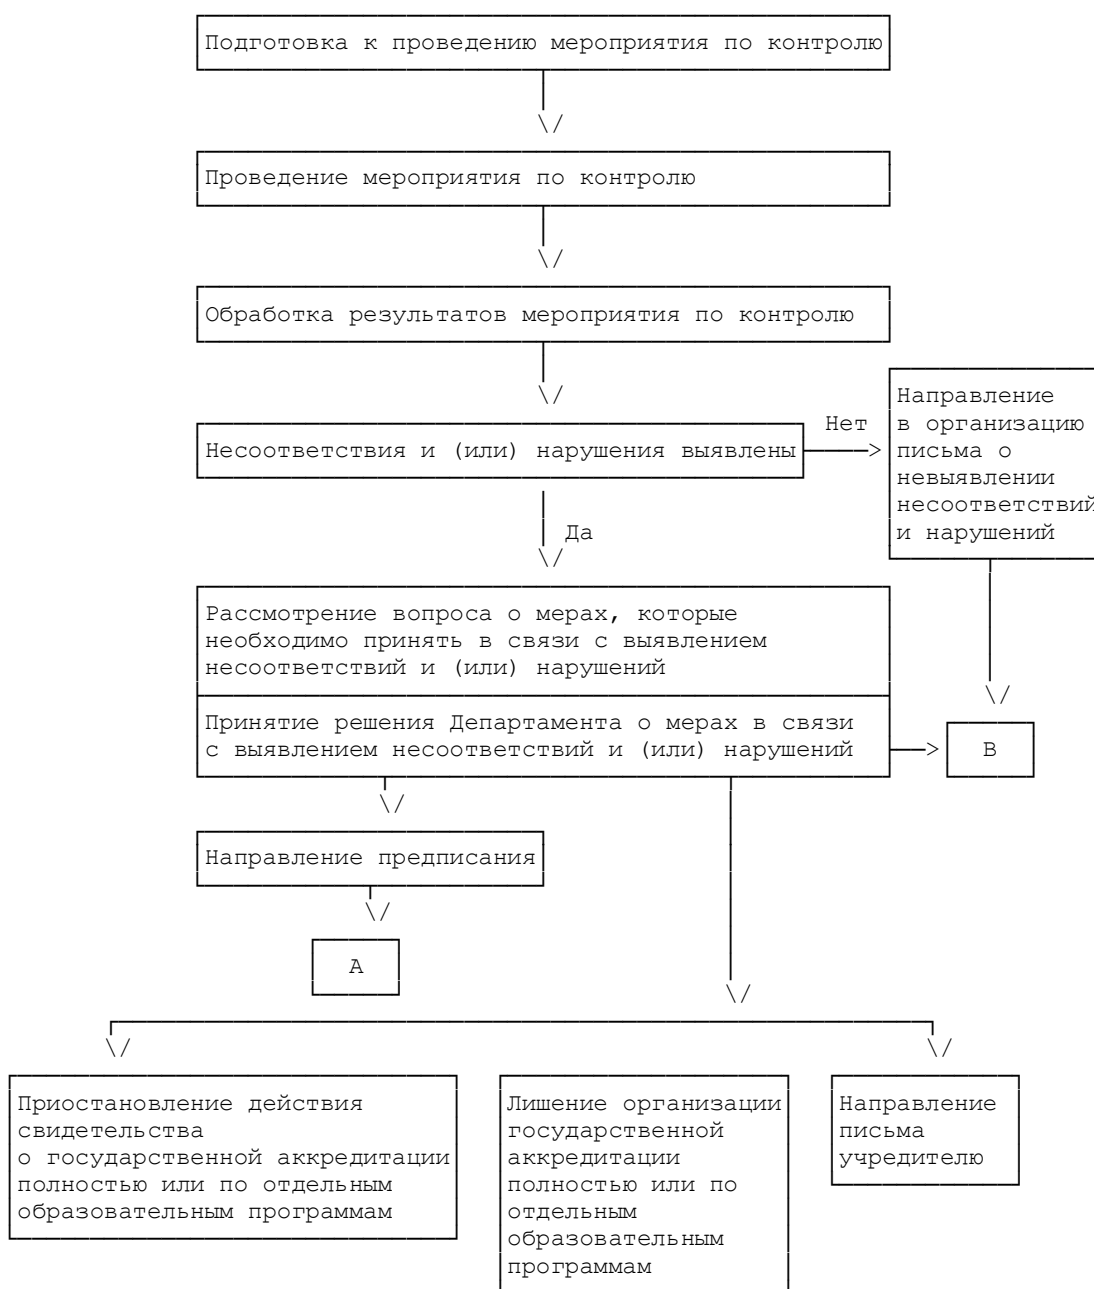 Подготовка к проведению мероприятия по контролю
Проведение мероприятия по контролю
Обработка результатов мероприятия по контролю
Несоответствия и (или) нарушения выявлены
Нет
Направление
в организацию
письма о
невыявлении
несоответствий
и нарушений
Да
Рассмотрение вопроса о мерах, которые
необходимо принять в связи с выявлением
несоответствий и (или) нарушений
Принятие решения Департамента о мерах в связи
с выявлением несоответствий и (или) нарушений
В
Направление предписания
А
Приостановление действия
свидетельства
о государственной аккредитации
полностью или по отдельным
образовательным программам
Лишение организации
государственной
аккредитации
полностью или по
отдельным
образовательным
программам
Направление
письма
учредителю